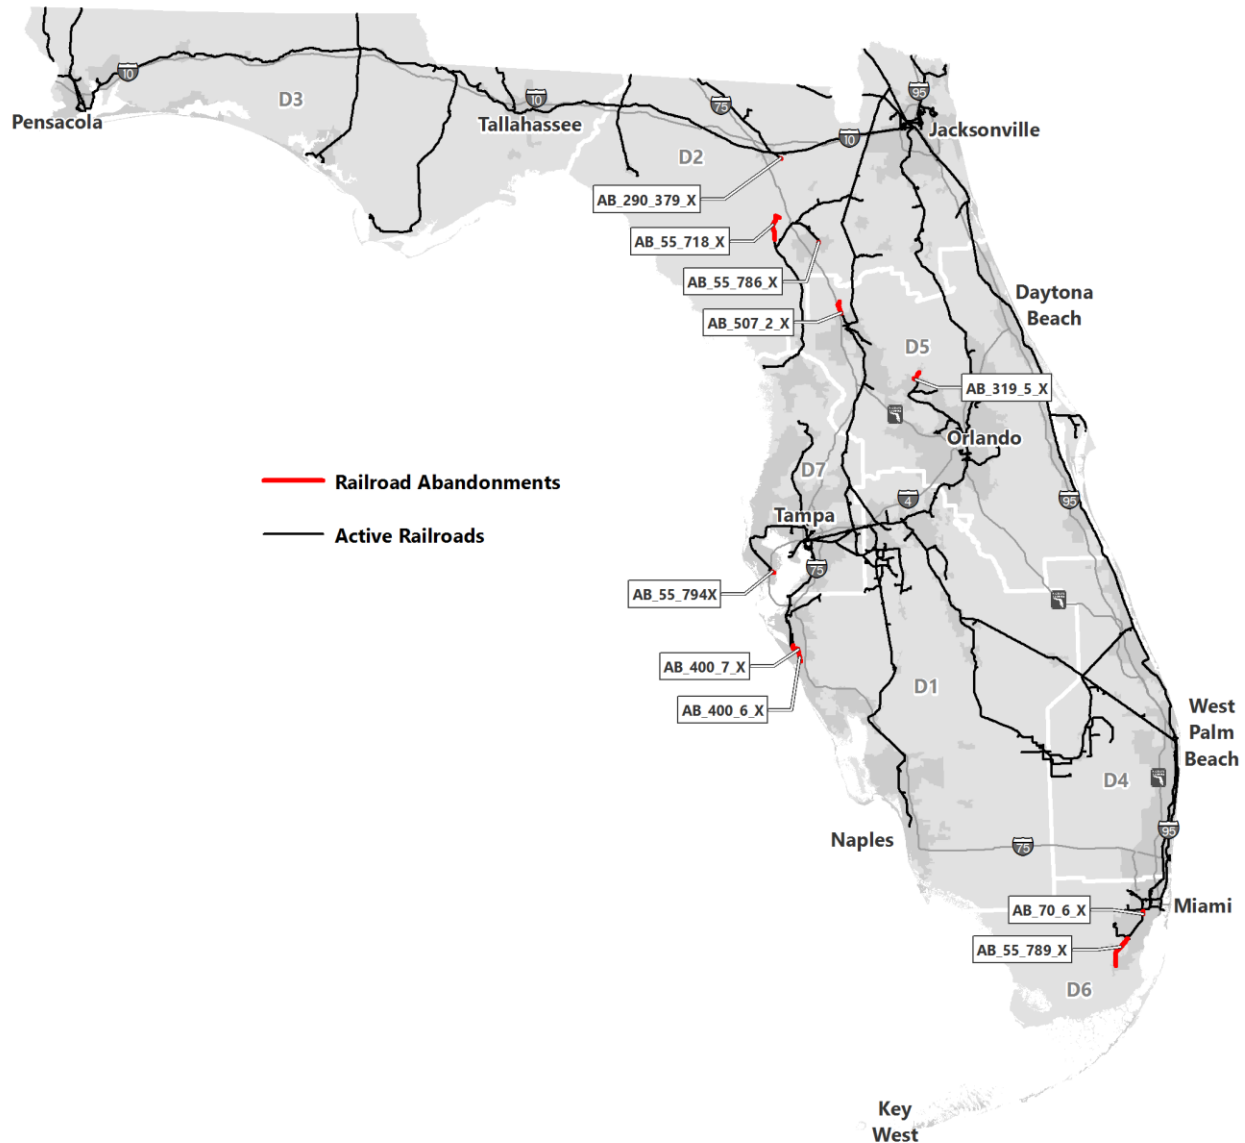 10
Pensacola
D3
10
Tallahassee
75
D2
10
95
Jacksonville
AB_290_379_X
AB_55_718_X
AB_55_786_X
AB_507_2_X
Daytona
Beach
D5
AB_319_5_X
Orlando
D7
Railroad Abandonments
4
95
Tampa
Active Railroads
75
AB_55_794X
AB_400_7_X
D1
AB_400_6_X
West
Palm
Beach
D4
Naples
75
95
AB_70_6_X
Miami
AB_55_789_X
D6
Key
West